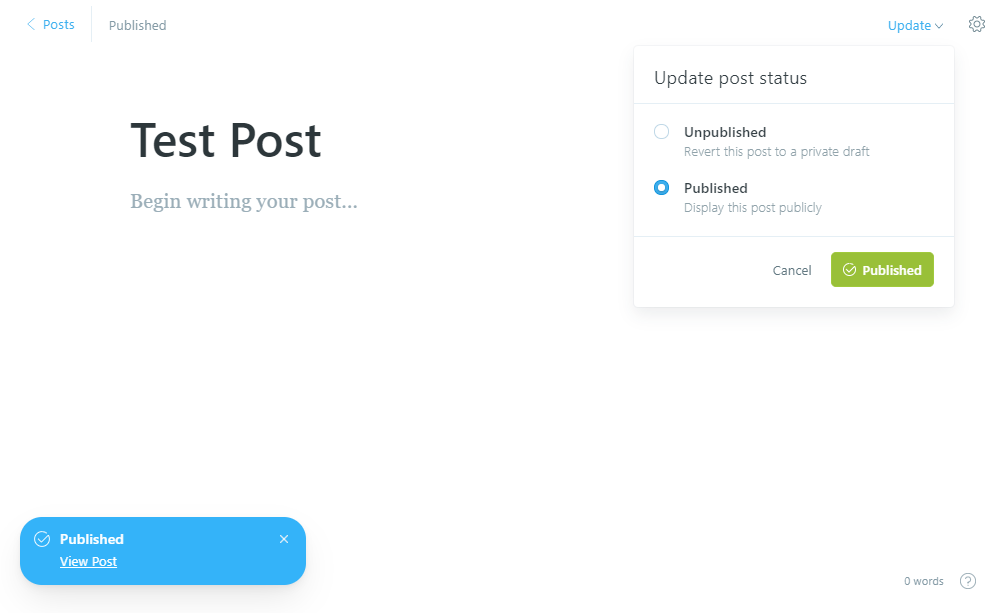 Posts
Published
Update
Update post status
Unpublished
Revert this post to a private draft
Published
Display this post publicly
Cancel
Published
Test Post
Begin writing your post...
Published
View Post
0 words
?